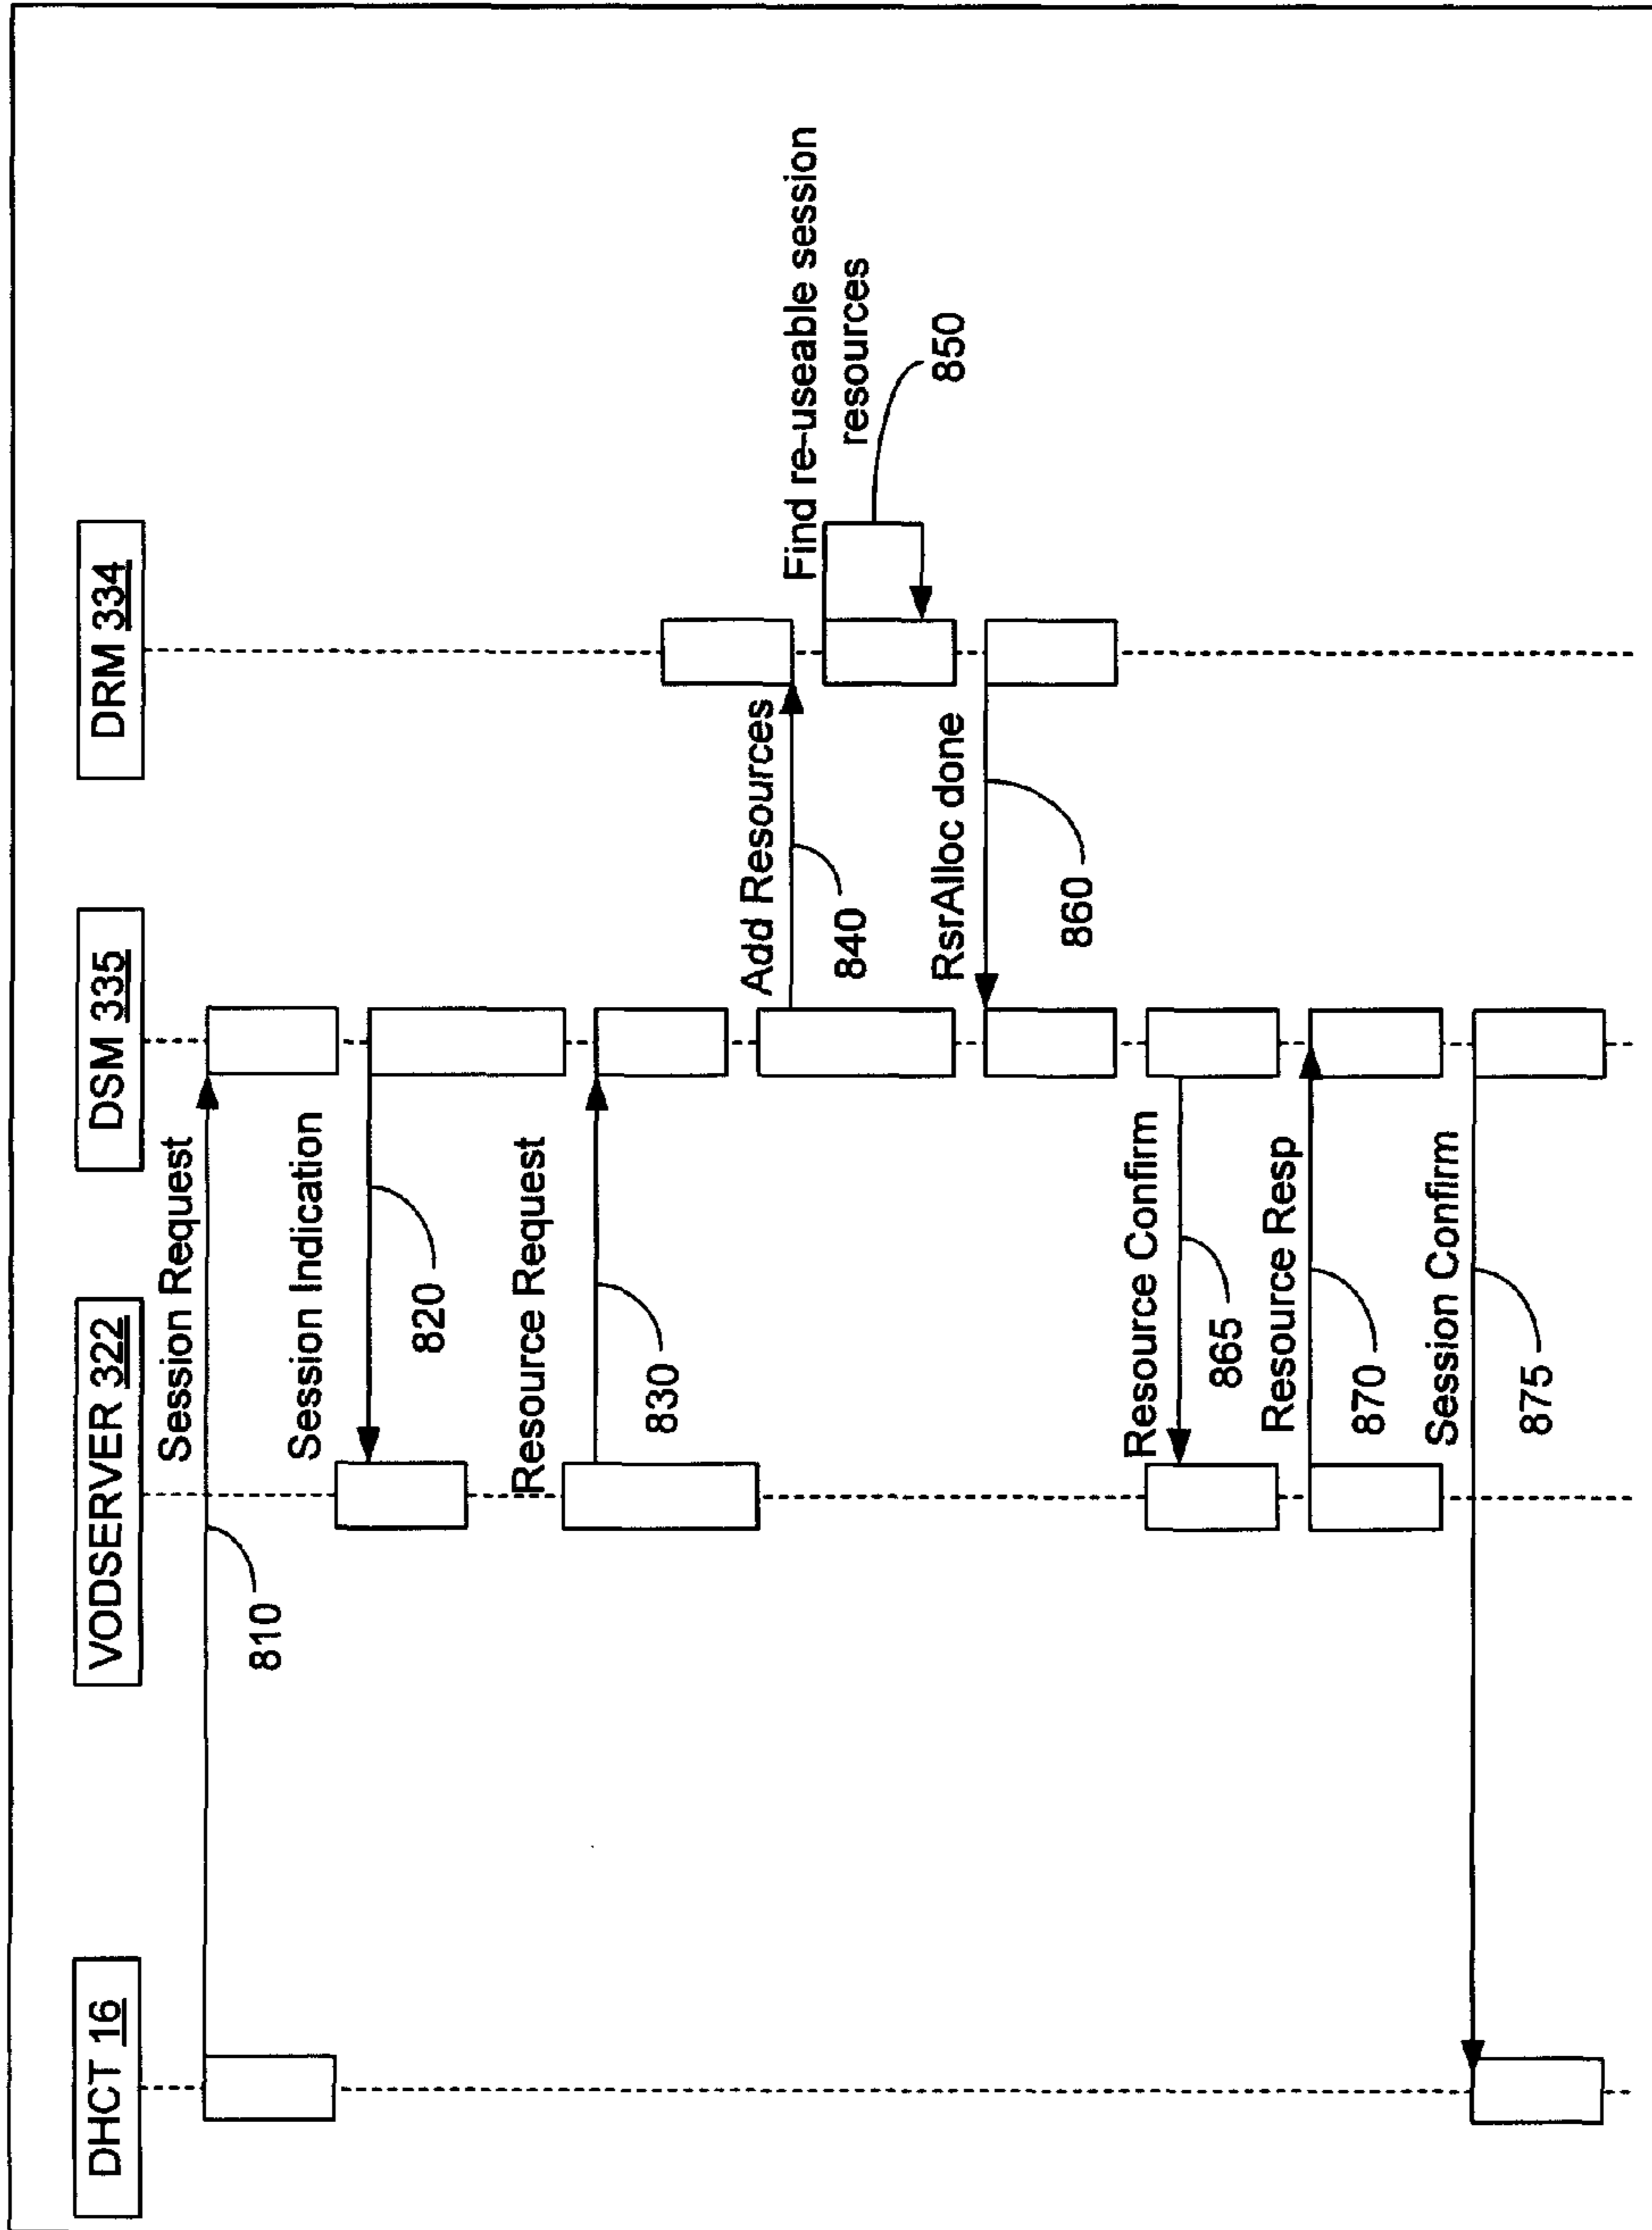 DHCT 16
VODSERVER 322
DSM 335
DRM 334
Session Request
810
Session Indication
820
Resource Request
830
Add Resources
840
Find re-useable session
resources
850
RsrAlloc done
860
Resource Confirm
865
Resource Resp
870
Session Confirm
875